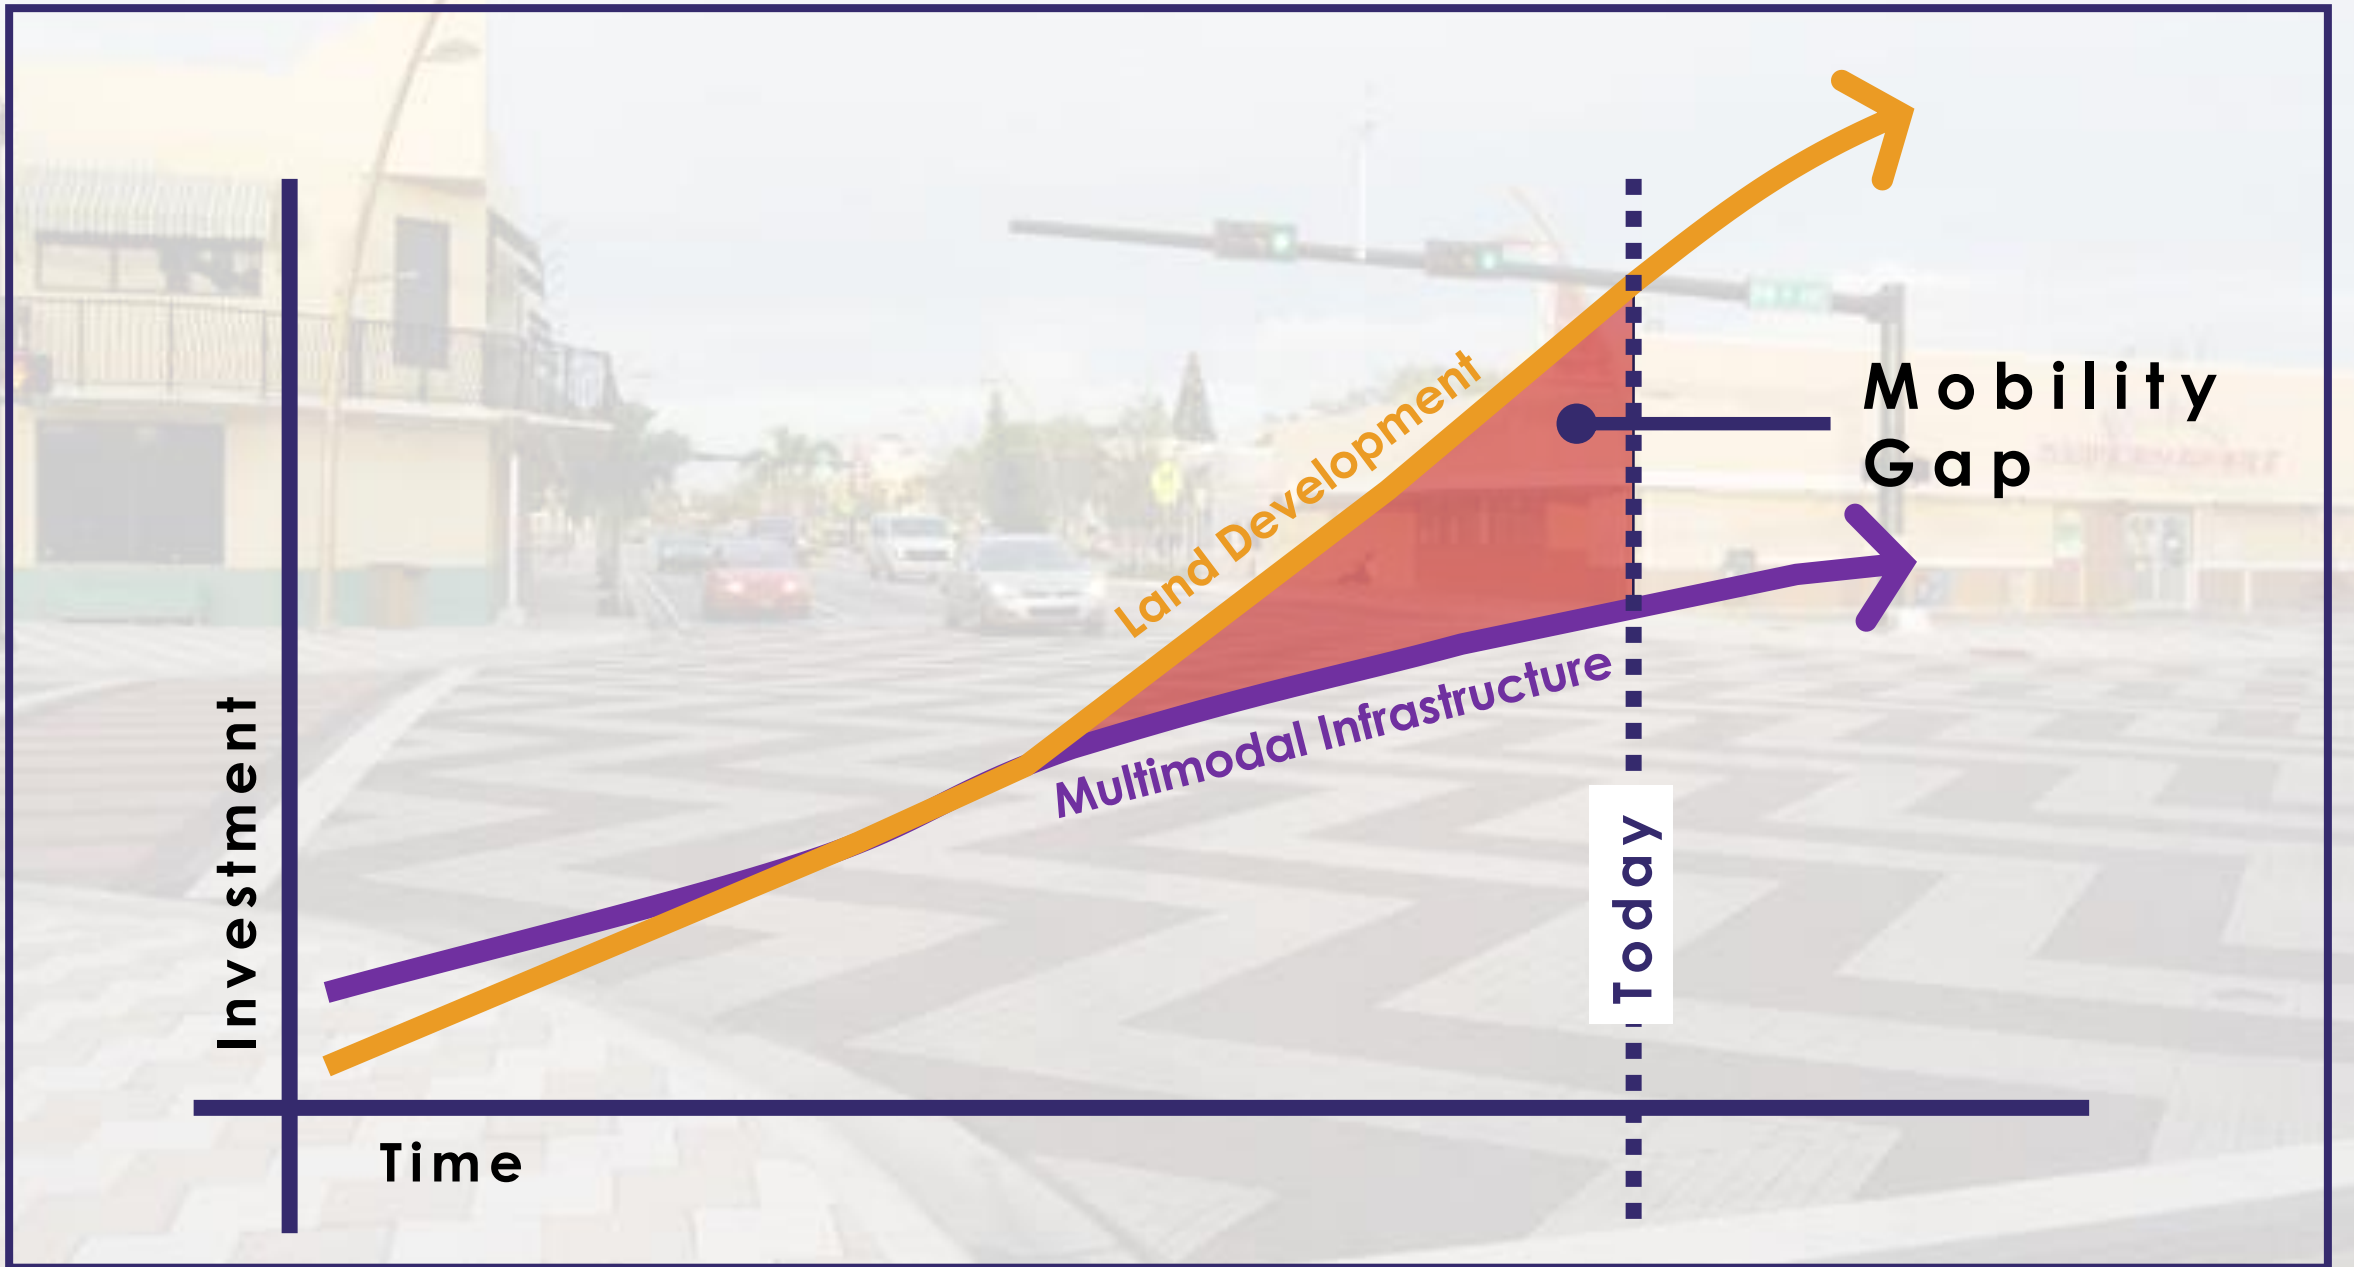 Land Development
Mobility
Gap
Multimodal Infrastructure
Today
Investment
Time